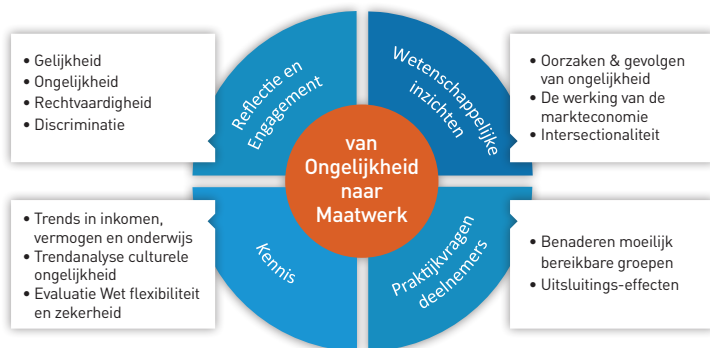 • Gelijkheid
• Ongelijkheid
• Rechtvaardigheid
• Discriminatie
Reflectie en
Engagement
Wetenschappelijke
inzichten
• Oorzaken & gevolgen
van ongelijkheid
• De werking van de
markteconomie
• Intersectionaliteit
van
Ongelijkheid
naar
Maatwerk
• Trends in inkomen,
vermogen en onderwijs
• Trendanalyse culturele
ongelijkheid
• Evaluatie Wet flexibiliteit
en zekerheid
Kennis
Praktijkvragen
deelnemers
• Benaderen moeilijk
bereikbare groepen
• Uitsluitings-effecten